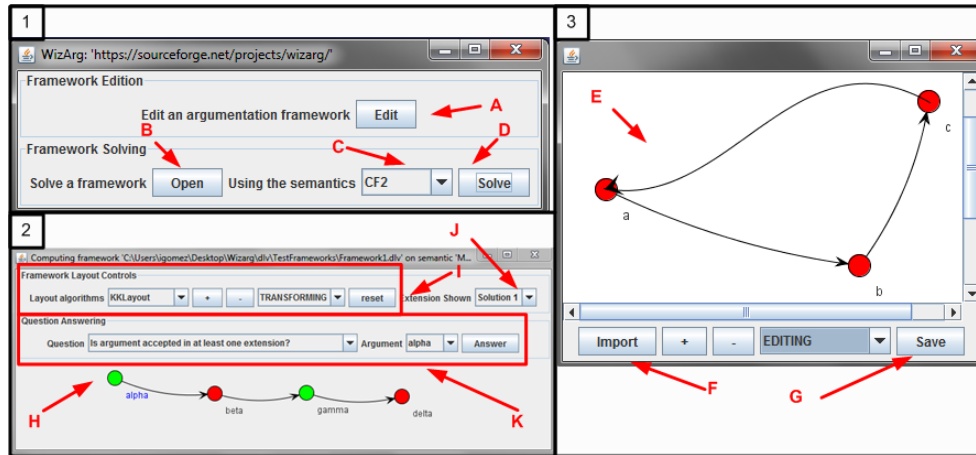 1
WizArg: 'https://sourceforge.net/projects/wizarg/'
Framework Edition
Edit an argumentation framework Edit
A
B
C
D
Framework Solving
Solve a framework Open Using the semantics CF2 Solve
2
J
Computing framework 'C:\Users\igomez\Desktop\Wizarg\dlv\TestFrameworks\Framework1.dlv' on semantic 'M...
Framework Layout Controls
I
Layout algorithms KKLayout + - TRANSFORMING reset Extension Shown Solution 1
Question Answering
Question Is argument accepted in at least one extension? Argument alpha Answer
H
alpha
beta
gamma
delta
K
3
E
c
a
b
Import + - EDITING Save
F
G